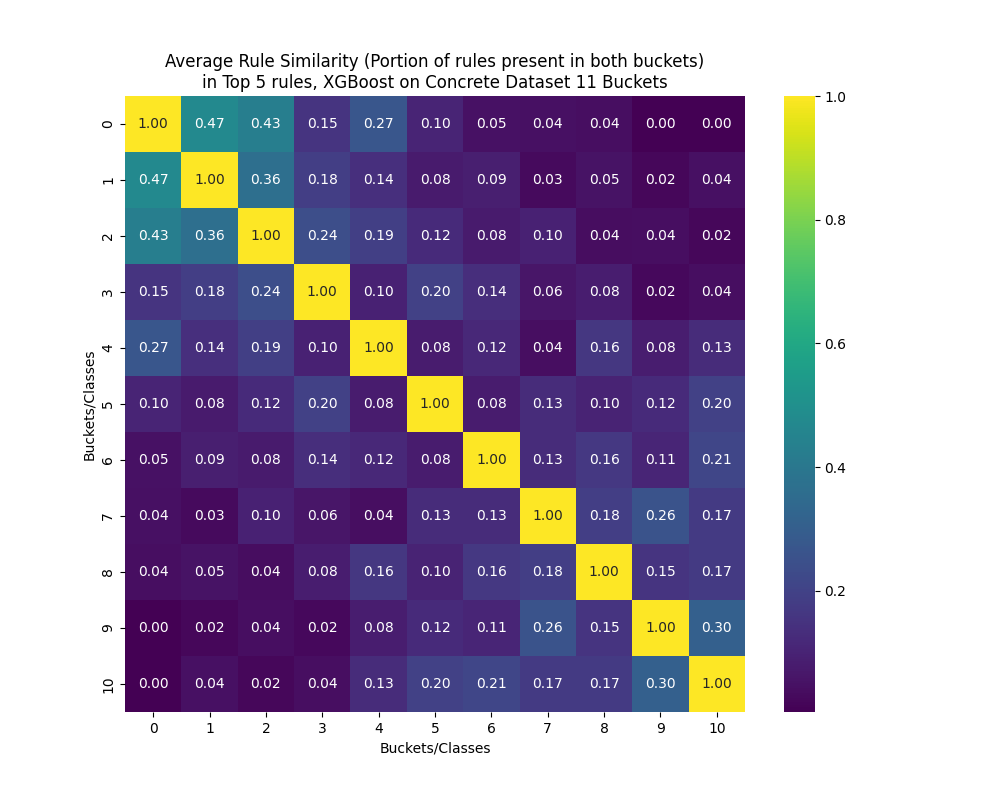 Average Rule Similarity (Portion of rules present in both buckets)
in Top 5 rules, XGBoost on Concrete Dataset 11 Buckets
0 1.00 0.47 0.43 0.15 0.27 0.10 0.05 0.04 0.04 0.00 0.00
1 0.47 1.00 0.36 0.18 0.14 0.08 0.09 0.03 0.05 0.02 0.04
2 0.43 0.36 1.00 0.24 0.19 0.12 0.08 0.10 0.04 0.04 0.02
3 0.15 0.18 0.24 1.00 0.10 0.20 0.14 0.06 0.08 0.02 0.04
4 0.27 0.14 0.19 0.10 1.00 0.08 0.12 0.04 0.16 0.08 0.13
5 0.10 0.08 0.12 0.20 0.08 1.00 0.08 0.13 0.10 0.12 0.20
6 0.05 0.09 0.08 0.14 0.12 0.08 1.00 0.13 0.16 0.11 0.21
7 0.04 0.03 0.10 0.06 0.04 0.13 0.13 1.00 0.18 0.26 0.17
8 0.04 0.05 0.04 0.08 0.16 0.10 0.16 0.18 1.00 0.15 0.17
9 0.00 0.02 0.04 0.02 0.08 0.12 0.11 0.26 0.15 1.00 0.30
10 0.00 0.04 0.02 0.04 0.13 0.20 0.21 0.17 0.17 0.30 1.00
0 1 2 3 4 5 6 7 8 9 10
Buckets/Classes
Buckets/Classes
1.0
0.8
0.6
0.4
0.2